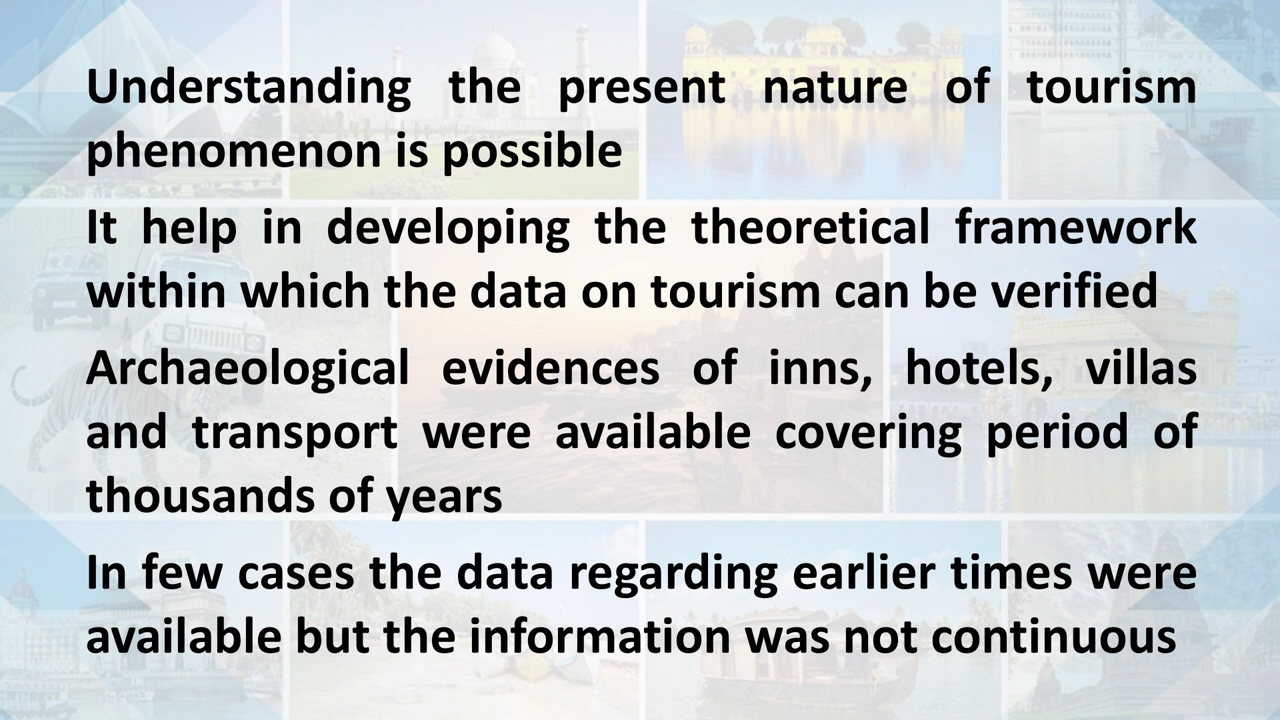 Understanding the present nature of tourism
phenomenon is possible
It help in developing the theoretical framework
within which the data on tourism can be verified
Archaeological evidences of inns, hotels, villas
and transport were available covering period of
thousands of years
In few cases the data regarding earlier times were
available but the information was not continuous